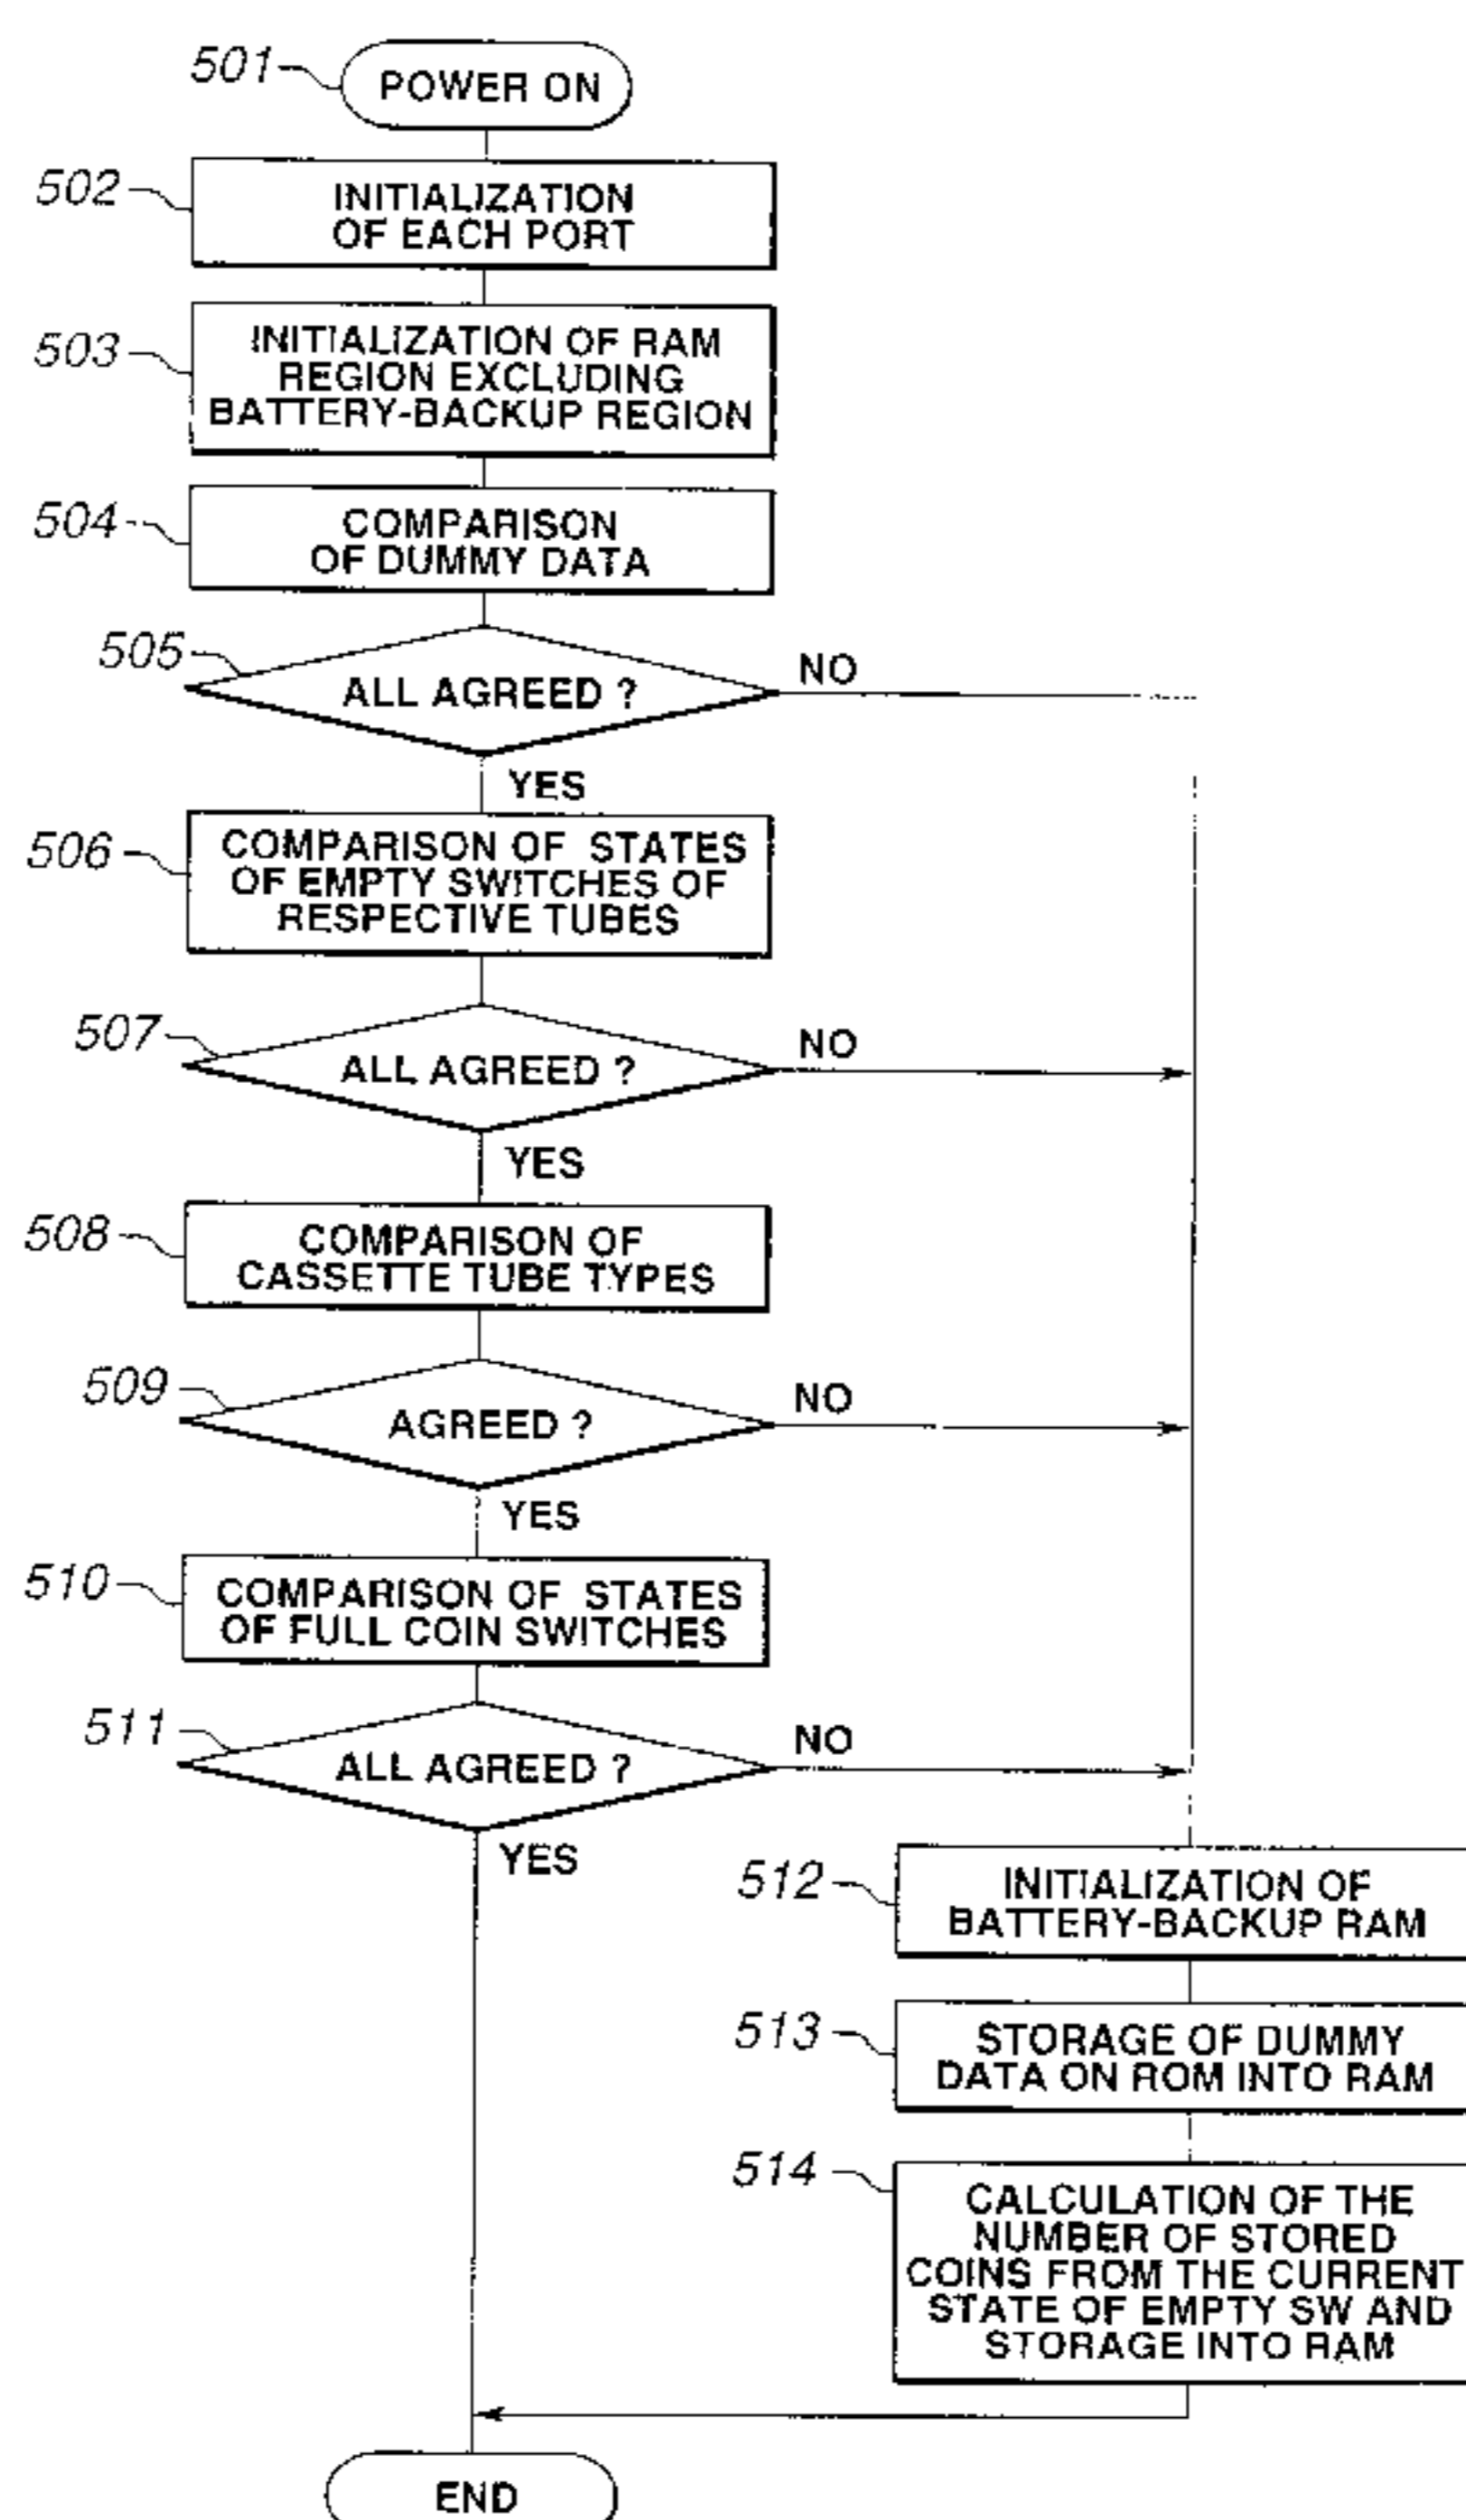 501
POWER ON
502
INITIALIZATION
OF EACH PORT
503
INITIALIZATION OF RAM
REGION EXCLUDING
BATTERY-BACKUP REGION
504
COMPARISON
OF DUMMY DATA
505
ALL AGREED ?
NO
YES
506
COMPARISON OF STATES
OF EMPTY SWITCHES OF
RESPECTIVE TUBES
507
ALL AGREED ?
NO
YES
508
COMPARISON OF
CASSETTE TUBE TYPES
509
AGREED ?
NO
YES
510
COMPARISON OF STATES
OF FULL COIN SWITCHES
511
ALL AGREED ?
NO
YES
512
INITIALIZATION OF
BATTERY-BACKUP RAM
513
STORAGE OF DUMMY
DATA ON ROM INTO RAM
514
CALCULATION OF THE
NUMBER OF STORED
COINS FROM THE CURRENT
STATE OF EMPTY SW AND
STORAGE INTO RAM
END